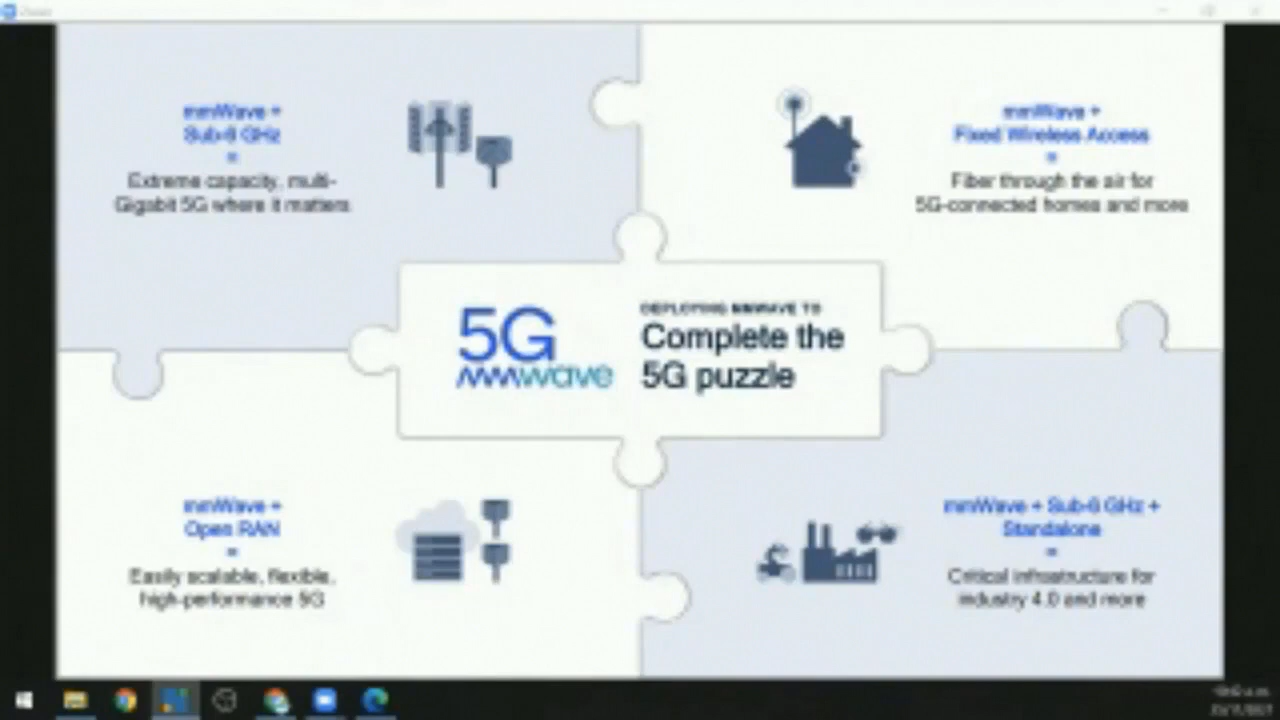 mmWave +
Sub-6 GHz
=
Extreme capacity, multi-
Gigabit 5G where it matters
mmWave +
Fixed Wireless Access
=
Fiber through the air for
5G-connected homes and more
5G
mmwave
DEPLOYING MMWAVE TO
Complete the
5G puzzle
mmWave +
Open RAN
=
Easily scalable, flexible,
high-performance 5G
mmWave + Sub-6 GHz +
Standalone
=
Critical infrastructure for
industry 4.0 and more